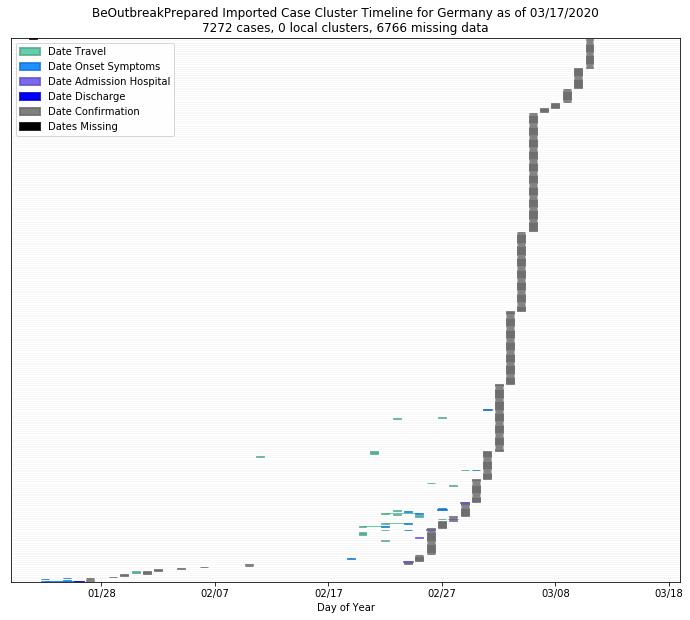 BeOutbreakPrepared Imported Case Cluster Timeline for Germany as of 03/17/2020
7272 cases, 0 local clusters, 6766 missing data
Date Travel
Date Onset Symptoms
Date Admission Hospital
Date Discharge
Date Confirmation
Dates Missing
01/28 02/07 02/17 02/27 03/08 03/18
Day of Year